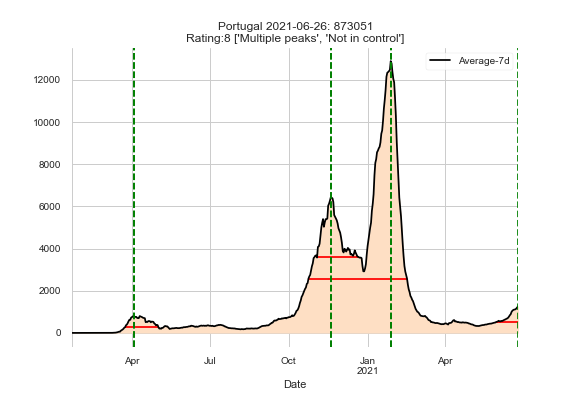 Portugal 2021-06-26: 873051
Rating:8 ['Multiple peaks', 'Not in control']
Average-7d
12000
10000
8000
6000
4000
2000
0
Apr Jul Oct Jan Apr
2021
Date